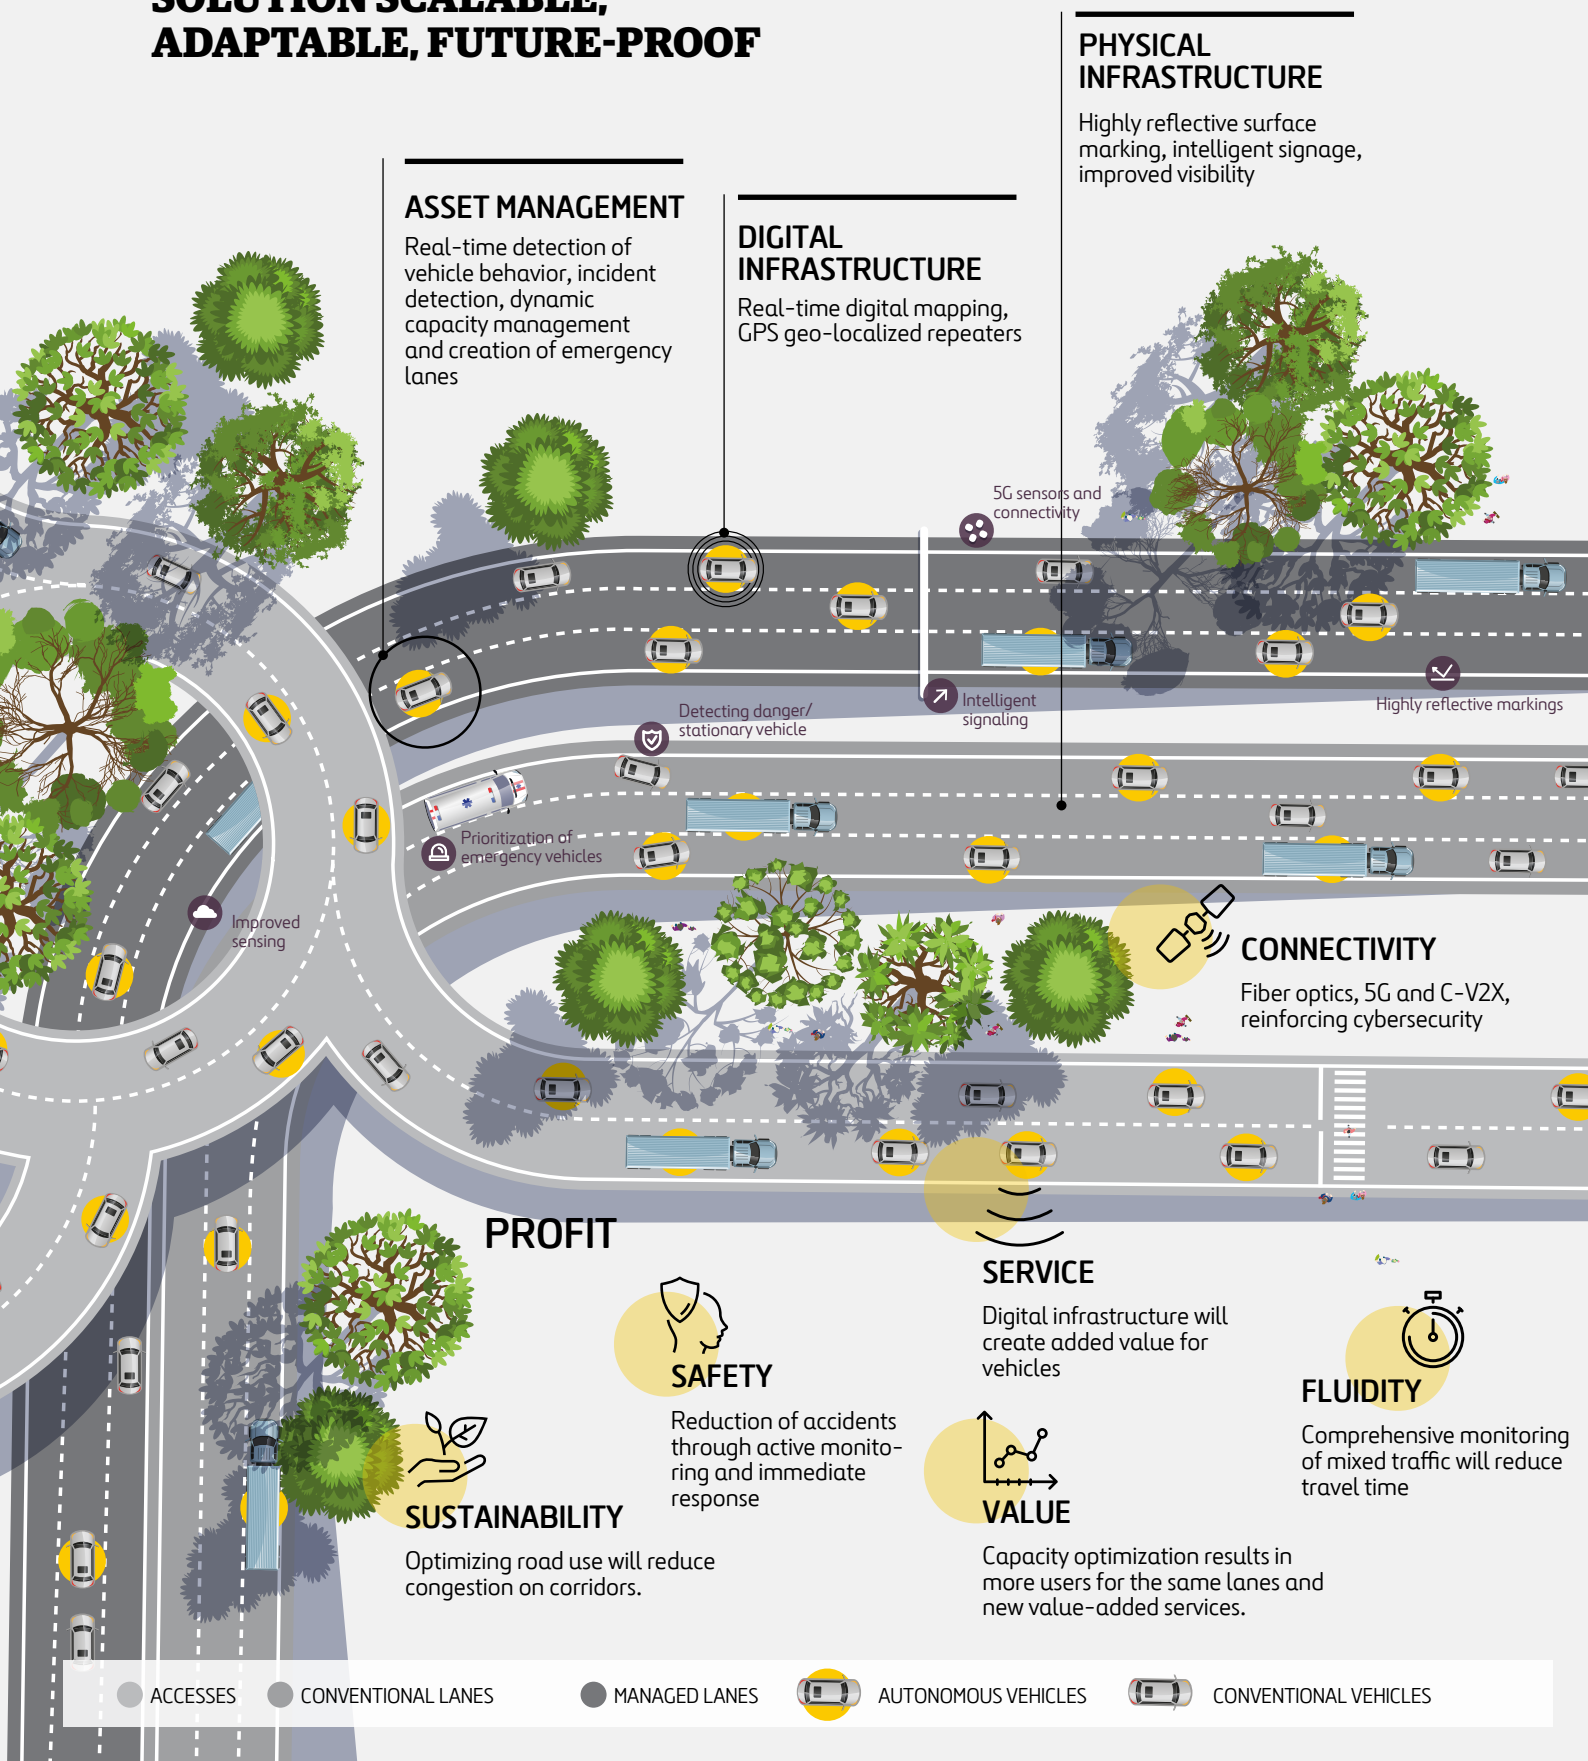 SOLUTION SCALABLE,
ADAPTABLE, FUTURE-PROOF
PHYSICAL
INFRASTRUCTURE
Highly reflective surface
marking, intelligent signage,
improved visibility
ASSET MANAGEMENT
Real-time detection of
vehicle behavior, incident
detection, dynamic
capacity management
and creation of emergency
lanes
DIGITAL
INFRASTRUCTURE
Real-time digital mapping,
GPS geo-localized repeaters
5G sensors and
connectivity
Intelligent
signaling
Highly reflective markings
Detecting danger/
stationary vehicle
Prioritization of
emergency vehicles
Improved
sensing
CONNECTIVITY
Fiber optics, 5G and C-V2X,
reinforcing cybersecurity
PROFIT
SERVICE
Digital infrastructure will
create added value for
vehicles
SAFETY
Reduction of accidents
through active monito-
ring and immediate
response
FLUIDITY
Comprehensive monitoring
of mixed traffic will reduce
travel time
SUSTAINABILITY
Optimizing road use will reduce
congestion on corridors.
VALUE
Capacity optimization results in
more users for the same lanes and
new value-added services.
ACCESSES
CONVENTIONAL LANES
MANAGED LANES
AUTONOMOUS VEHICLES
CONVENTIONAL VEHICLES